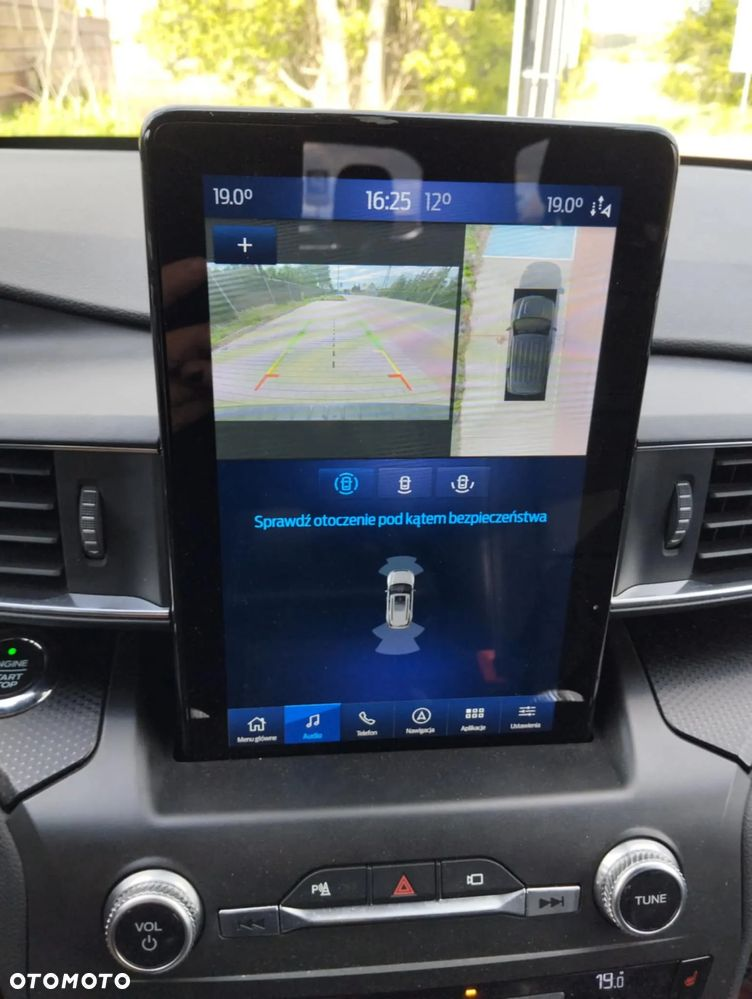 19.0° 16:25 12° 19.0°
+
Sprawdź otoczenie pod kątem bezpieczeństwa
Menu główne Audio Telefon Nawigacja Aplikacje Ustawienia
ENGINE
START
STOP
VOL
P
TUNE
19.0
OTOMOTO